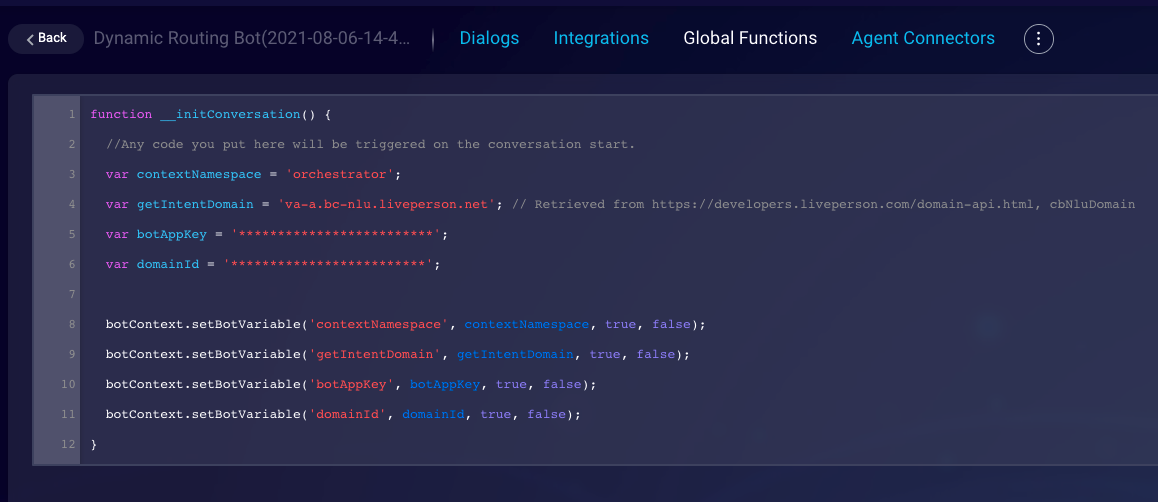 Back Dynamic Routing Bot(2021-08-06-14-4... Dialogs Integrations Global Functions Agent Connectors
1 function __initConversation() {
2 //Any code you put here will be triggered on the conversation start.
3 var contextNamespace = 'orchestrator';
4 var getIntentDomain = 'va-a.bc-nlu.liveperson.net'; // Retrieved from https://developers.liveperson.com/domain-api.html, cbNluDomain
5 var botAppKey = '*************************';
6 var domainId = '*************************';
7
8 botContext.setBotVariable('contextNamespace', contextNamespace, true, false);
9 botContext.setBotVariable('getIntentDomain', getIntentDomain, true, false);
10 botContext.setBotVariable('botAppKey', botAppKey, true, false);
11 botContext.setBotVariable('domainId', domainId, true, false);
12 }